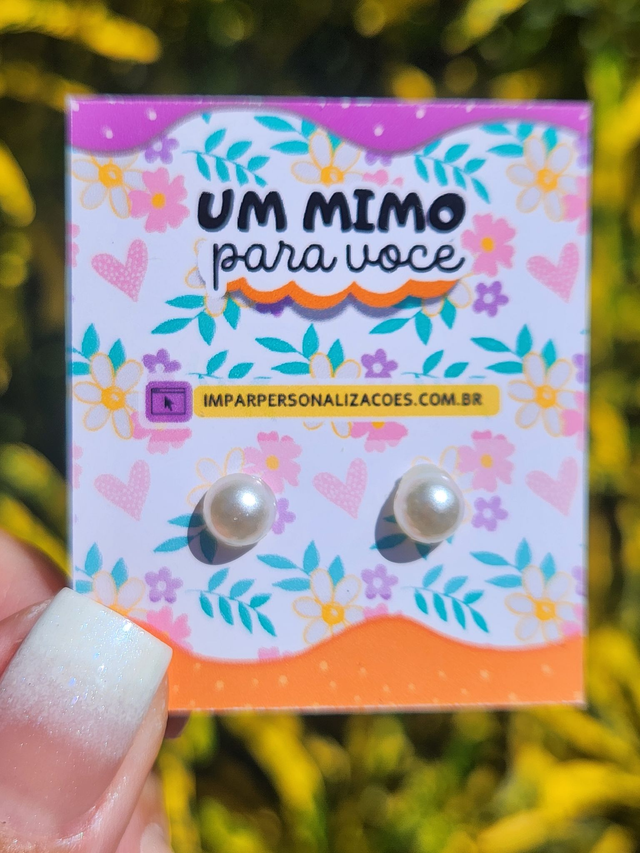 UM MIMO
para voce
IMPARPERSONALIZACOES.COM.BR